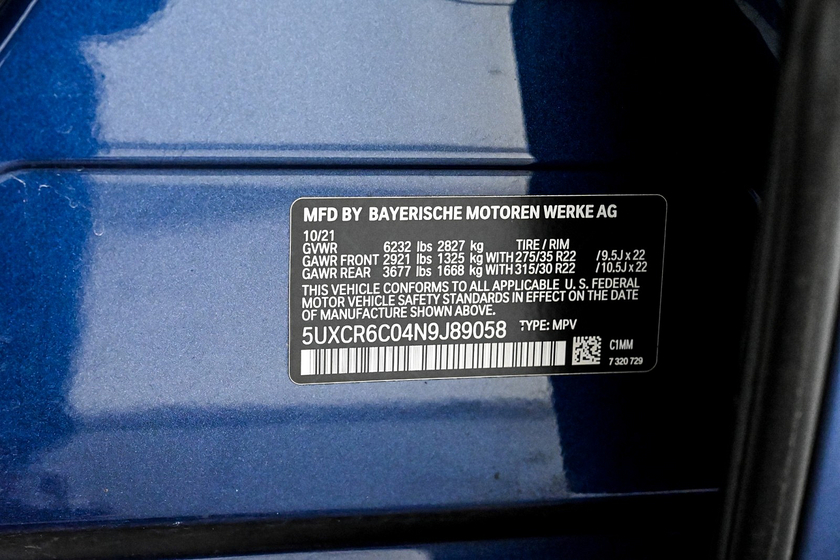 MFD BY BAYERISCHE MOTOREN WERKE AG
10/21
GVWR 6232 lbs 2827 kg TIRE / RIM
GAWR FRONT 2921 lbs 1325 kg WITH 275/35 R22 / 9.5J x 22
GAWR REAR 3677 lbs 1668 kg WITH 315/30 R22 / 10.5J x 22
THIS VEHICLE CONFORMS TO ALL APPLICABLE U. S. FEDERAL
MOTOR VEHICLE SAFETY STANDARDS IN EFFECT ON THE DATE
OF MANUFACTURE SHOWN ABOVE.
5UXCR6C04N9J89058 TYPE: MPV
C1MM
7 320 729